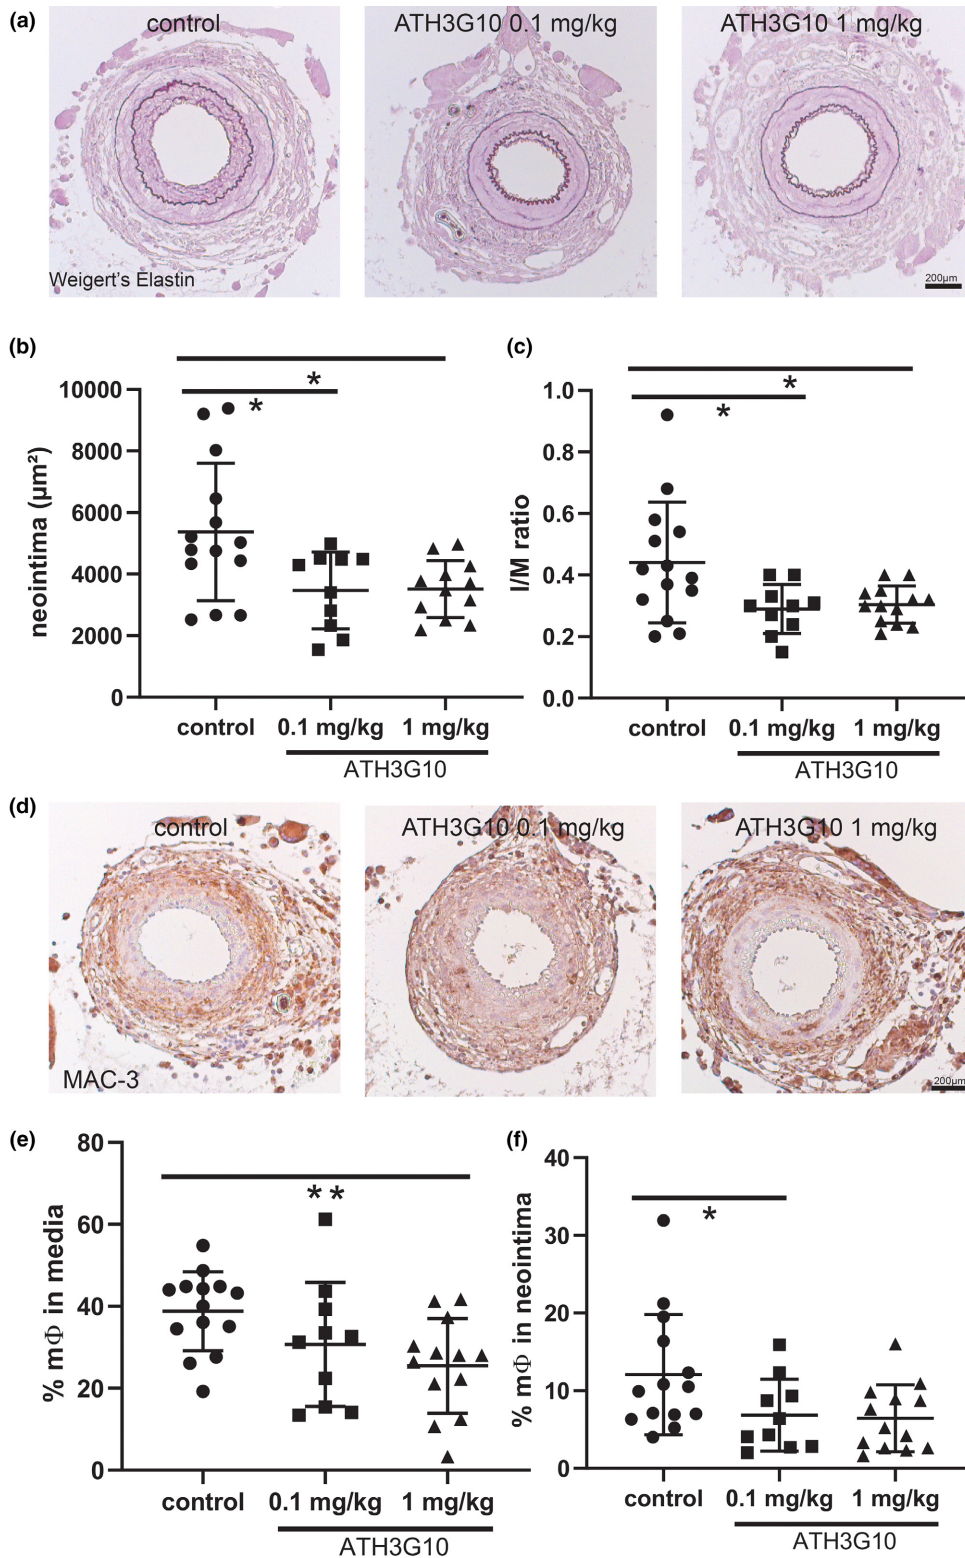 (a)
control
ATH3G10 0.1 mg/kg
ATH3G10 1 mg/kg
Weigert's Elastin
200µm
(b)
neointima (µm²)
10000
8000
6000
4000
2000
0
*
*
control
0.1 mg/kg
1 mg/kg
ATH3G10
(c)
I/M ratio
1.0
0.8
0.6
0.4
0.2
0.0
*
*
control
0.1 mg/kg
1 mg/kg
ATH3G10
(d)
control
ATH3G10 0.1 mg/kg
ATH3G10 1 mg/kg
MAC-3
200µm
(e)
% mΦ in media
80
60
40
20
0
**
control
0.1 mg/kg
1 mg/kg
ATH3G10
(f)
% mΦ in neointima
40
30
20
10
0
*
control
0.1 mg/kg
1 mg/kg
ATH3G10